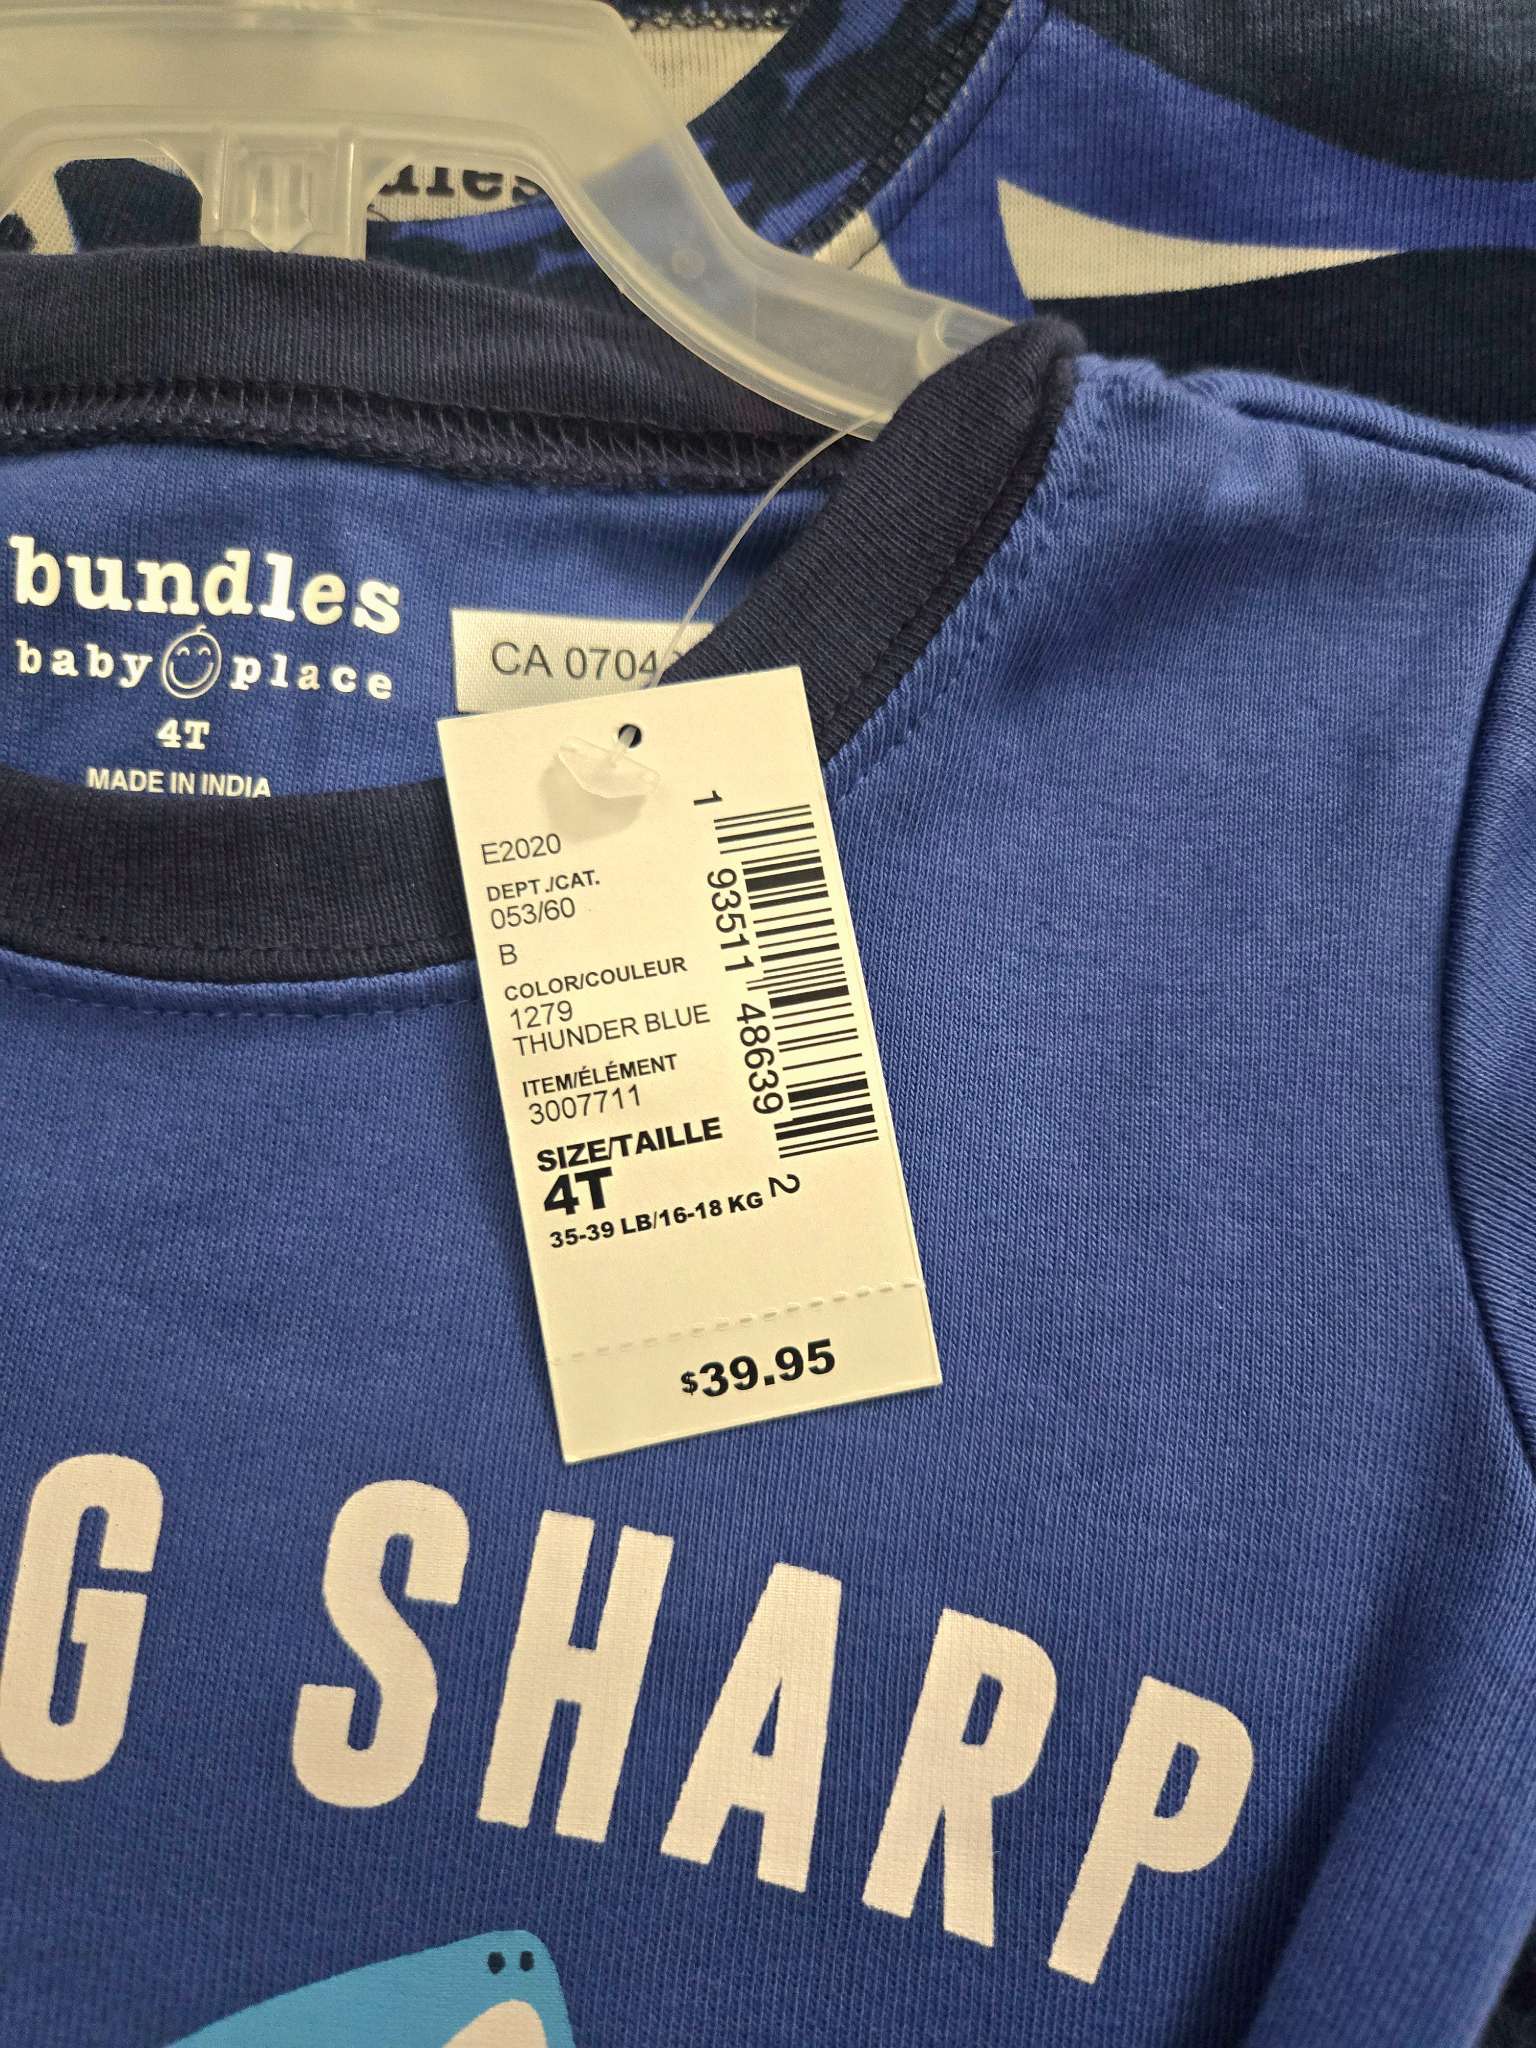 bundles
baby place
4T
MADE IN INDIA
CA 0704
E2020
DEPT./CAT.
053/60
B
COLOR/COULEUR
1279
THUNDER BLUE
ITEM/ÉLÉMENT
3007711
SIZE/TAILLE
4T
35-39 LB/16-18 KG
1 93511 48639 2
$39.95
G SHARP